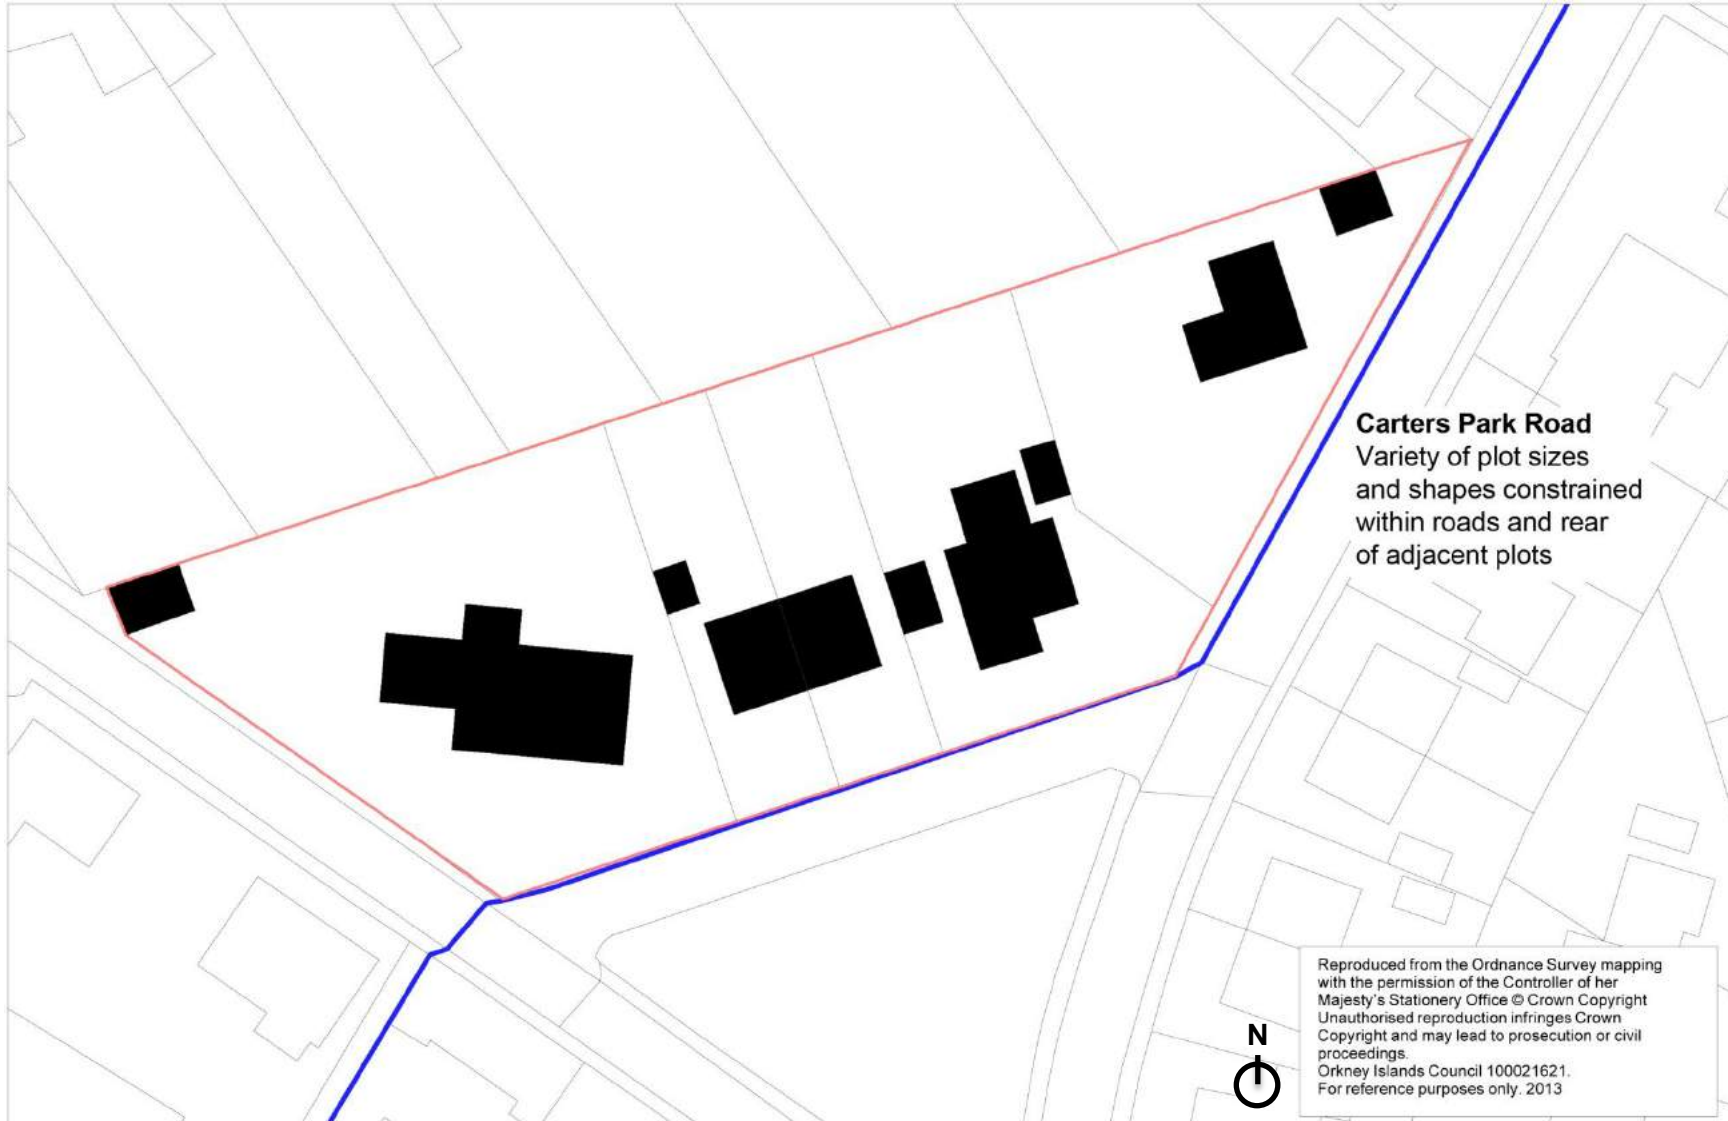 Carters Park Road
Variety of plot sizes
and shapes constrained
within roads and rear
of adjacent plots
N
Reproduced from the Ordnance Survey mapping
with the permission of the Controller of her
Majesty's Stationery Office © Crown Copyright
Unauthorised reproduction infringes Crown
Copyright and may lead to prosecution or civil
proceedings.
Orkney Islands Council 100021621.
For reference purposes only. 2013